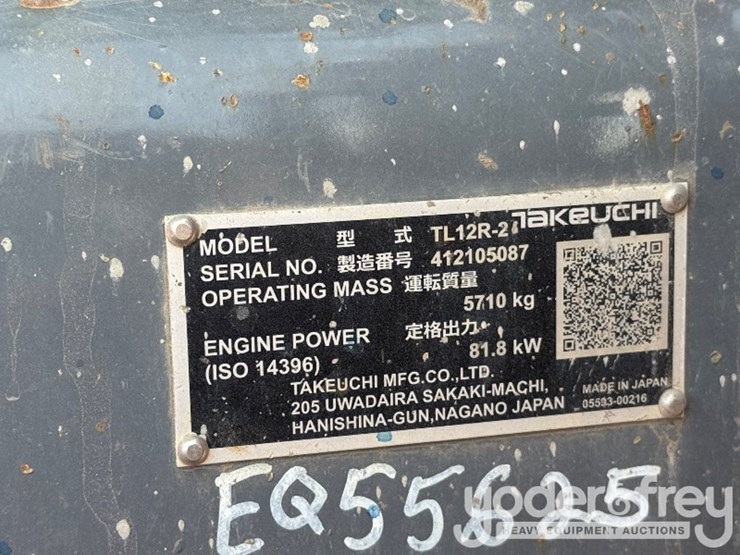 TAKEUCHI
MODEL 型式 TL12R-2
SERIAL NO. 製造番号 412105087
OPERATING MASS 運転質量
5710 kg
ENGINE POWER 定格出力
(ISO 14396) 81.8 kW
TAKEUCHI MFG.CO.,LTD.
205 UWADAIRA SAKAKI-MACHI,
HANISHINA-GUN,NAGANO JAPAN
MADE IN JAPAN
05533-00216
EQ55625
yoder&frey
HEAVY EQUIPMENT AUCTIONS